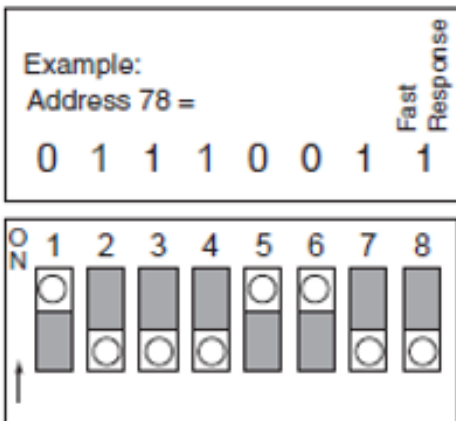 Example:
Address 78 =
Fast
Response
0 1 1 1 0 0 1 1
ON
1 2 3 4 5 6 7 8